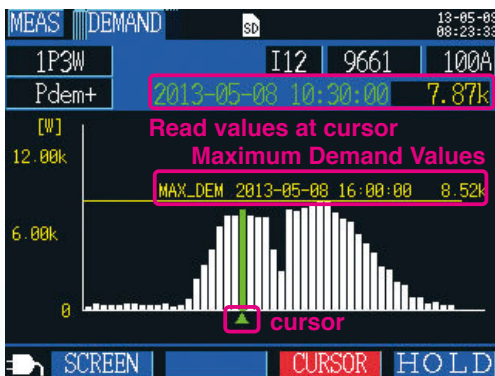 MEAS DEMAND SD 13-05-09
08:23:33
1P3W I12 9661 100A
Pdem+ 2013-05-08 10:30:00 7.87k
[W] Read values at cursor
12.00k Maximum Demand Values
MAX_DEM 2013-05-08 16:00:00 8.52k
6.00k
0
cursor
SCREEN CURSOR HOLD